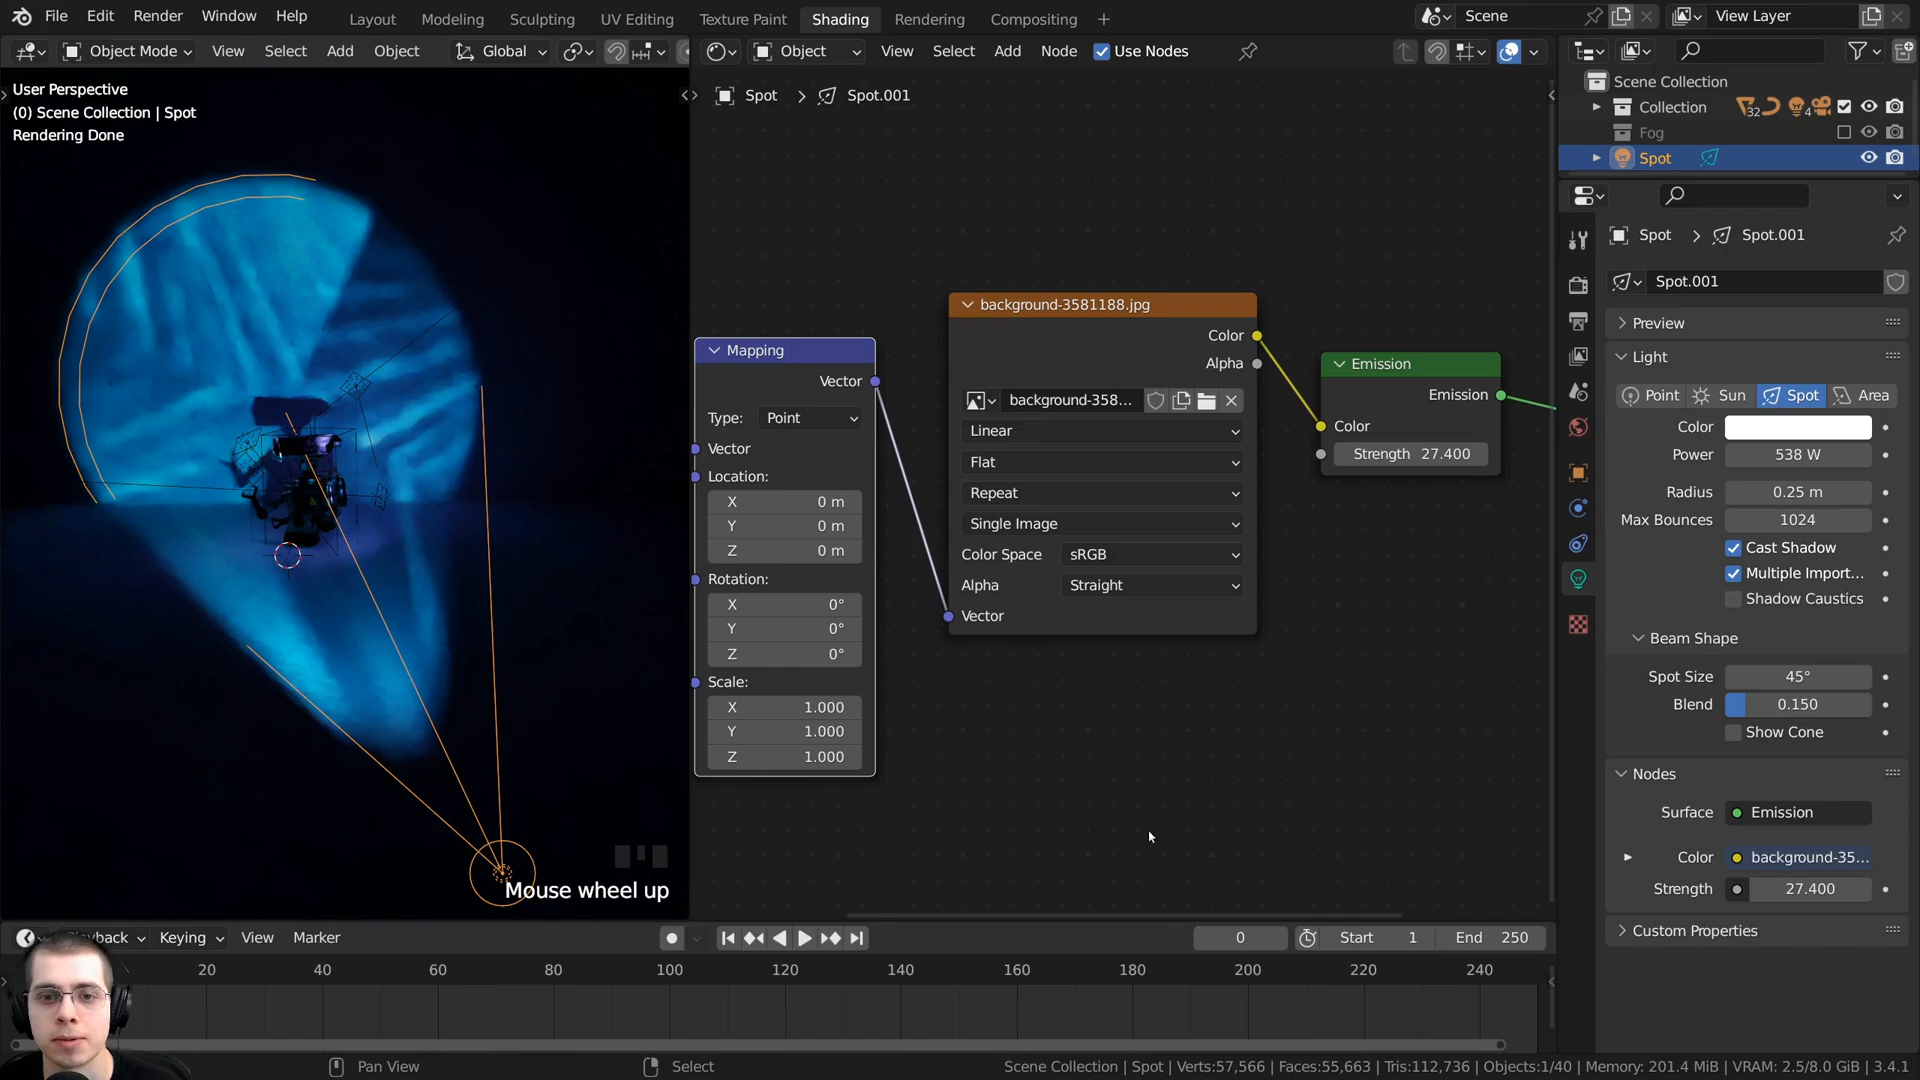 File Edit Render Window Help Layout Modeling Sculpting UV Editing Texture Paint Shading Rendering Compositing + Scene View Layer
Object Mode View Select Add Object Global Object View Select Add Node Use Nodes
User Perspective
(0) Scene Collection | Spot
Rendering Done
Spot > Spot.001
Mapping
Vector
Type: Point
Vector
Location:
X 0 m
Y 0 m
Z 0 m
Rotation:
X 0°
Y 0°
Z 0°
Scale:
X 1.000
Y 1.000
Z 1.000
background-3581188.jpg
Color
Alpha
background-358...
Linear
Flat
Repeat
Single Image
Color Space sRGB
Alpha Straight
Vector
Emission
Emission
Color
Strength 27.400
Mouse wheel up
Scene Collection
Collection 32 4
Fog
Spot
Spot > Spot.001
Spot.001
Preview
Light
Point Sun Spot Area
Color
Power 538 W
Radius 0.25 m
Max Bounces 1024
Cast Shadow
Multiple Import...
Shadow Caustics
Beam Shape
Spot Size 45°
Blend 0.150
Show Cone
Nodes
Surface Emission
Color background-35...
Strength 27.400
Custom Properties
Keying View Marker 0 Start 1 End 250
20 40 60 80 100 120 140 160 180 200 220 240
Pan View Select Scene Collection | Spot | Verts:57,566 | Faces:55,663 | Tris:112,736 | Objects:1/40 | Memory: 201.4 MiB | VRAM: 2.5/8.0 GiB | 3.4.1